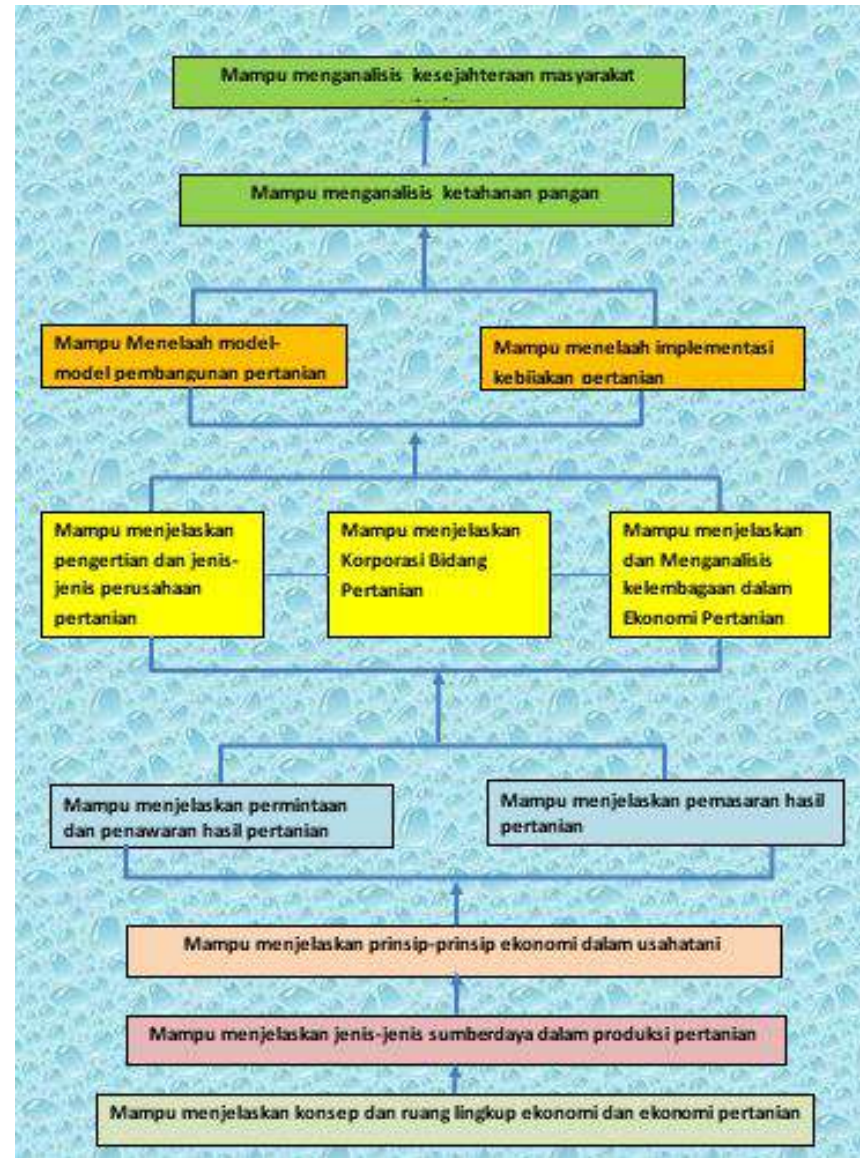 Mampu menganalisis kesejahteraan masyarakat
Mampu menganalisis ketahanan pangan
Mampu Menelaah model-
model pembangunan pertanian
Mampu menelaah implementasi
kebijakan pertanian
Mampu menjelaskan
pengertian dan jenis-
jenis perusahaan
pertanian
Mampu menjelaskan
Korporasi Bidang
Pertanian
Mampu menjelaskan
dan Menganalisis
kelembagaan dalam
Ekonomi Pertanian
Mampu menjelaskan permintaan
dan penawaran hasil pertanian
Mampu menjelaskan pemasaran hasil
pertanian
Mampu menjelaskan prinsip-prinsip ekonomi dalam usahatani
Mampu menjelaskan jenis-jenis sumberdaya dalam produksi pertanian
Mampu menjelaskan konsep dan ruang lingkup ekonomi dan ekonomi pertanian